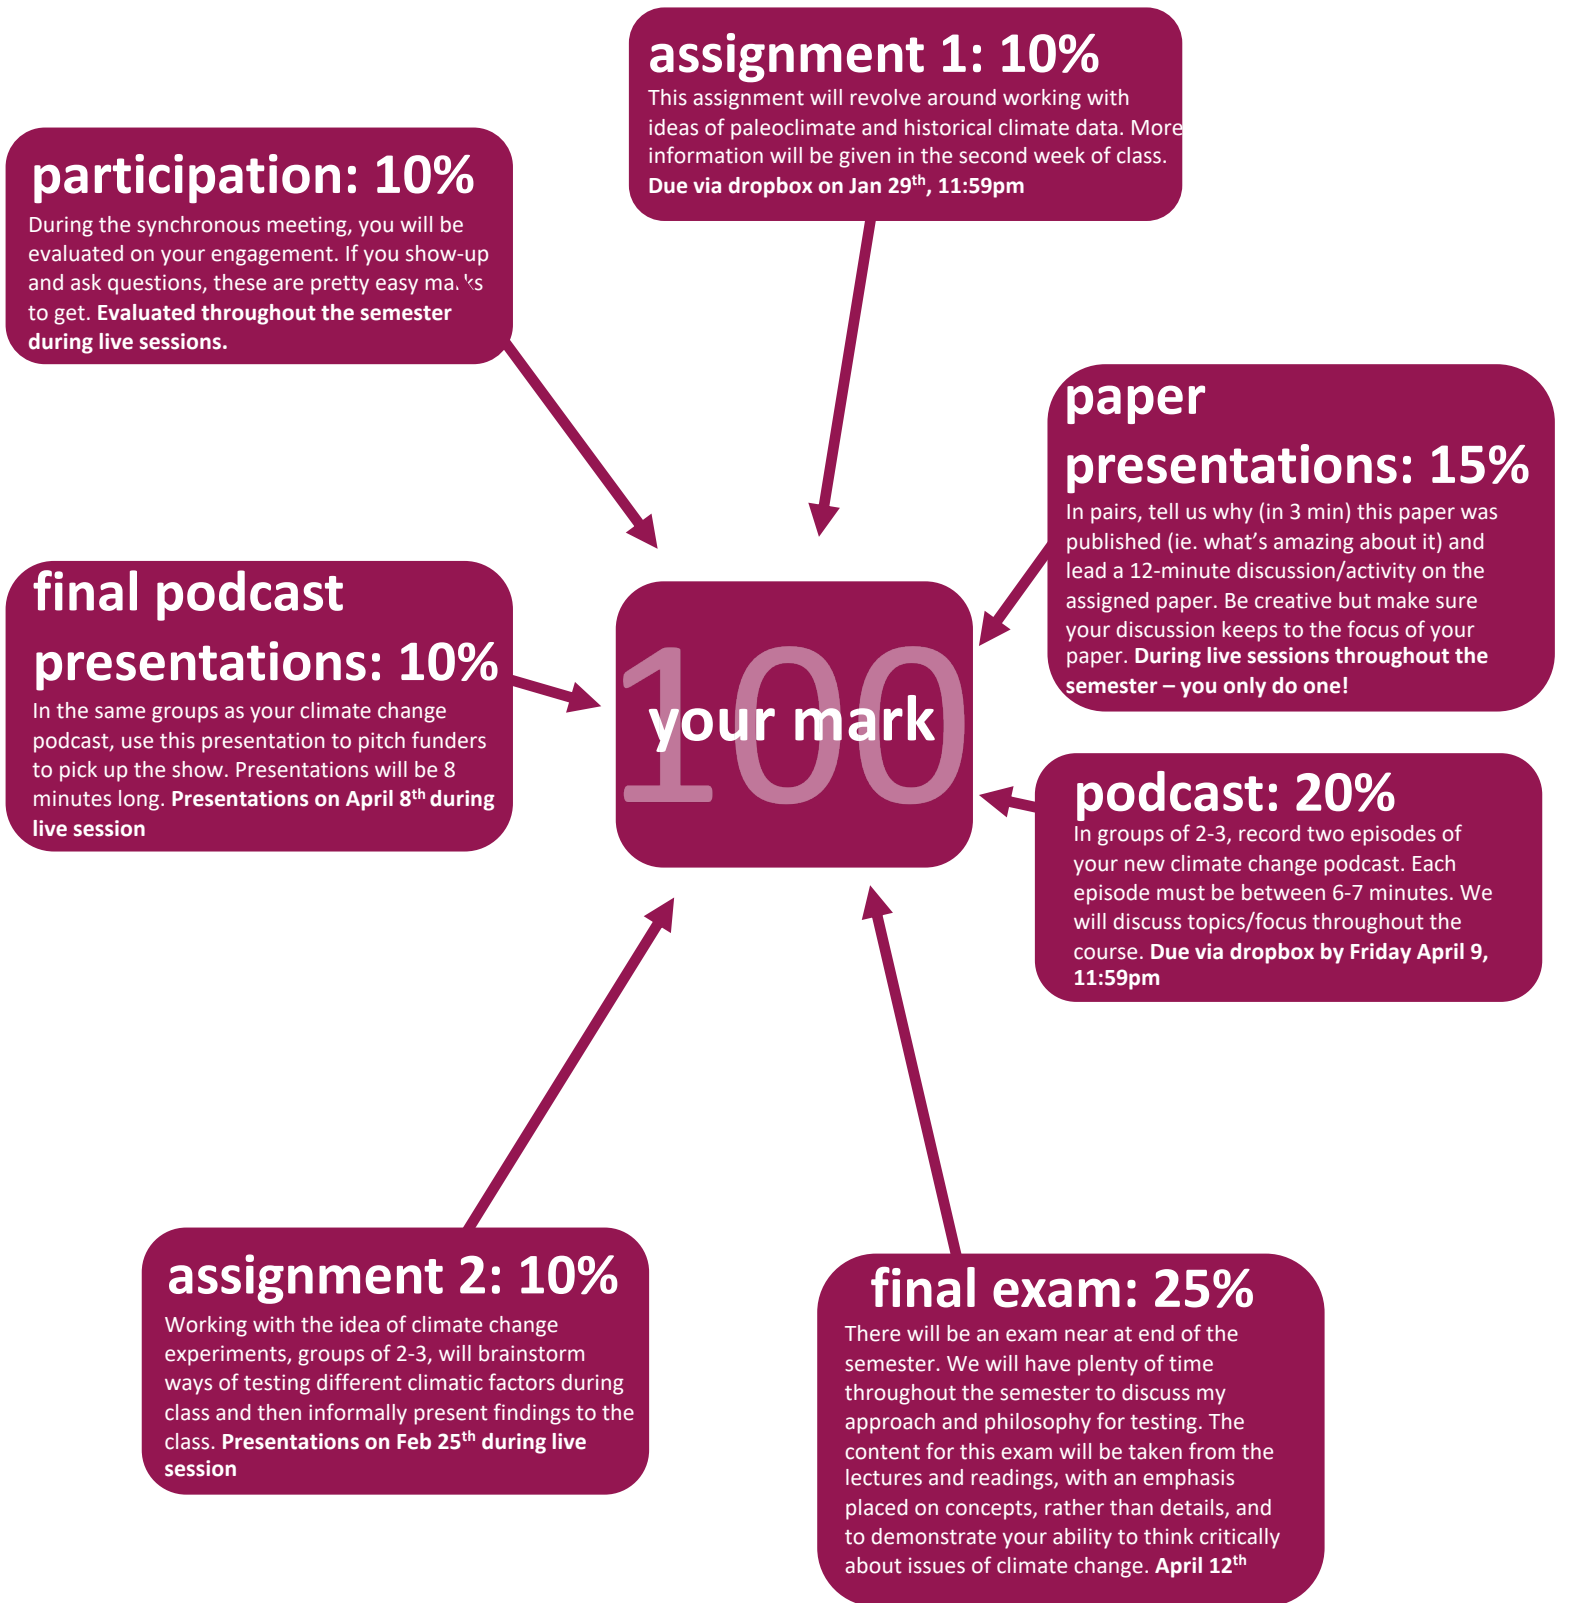 assignment 1: 10%
This assignment will revolve around working with
ideas of paleoclimate and historical climate data. More
information will be given in the second week of class.
Due via dropbox on Jan 29th, 11:59pm
participation: 10%
During the synchronous meeting, you will be
evaluated on your engagement. If you show-up
and ask questions, these are pretty easy marks
to get. Evaluated throughout the semester
during live sessions.
paper
presentations: 15%
In pairs, tell us why (in 3 min) this paper was
published (ie. what's amazing about it) and
lead a 12-minute discussion/activity on the
assigned paper. Be creative but make sure
your discussion keeps to the focus of your
paper. During live sessions throughout the
semester – you only do one!
final podcast
presentations: 10%
In the same groups as your climate change
podcast, use this presentation to pitch funders
to pick up the show. Presentations will be 8
minutes long. Presentations on April 8th during
live session
100
your mark
podcast: 20%
In groups of 2-3, record two episodes of
your new climate change podcast. Each
episode must be between 6-7 minutes. We
will discuss topics/focus throughout the
course. Due via dropbox by Friday April 9,
11:59pm
assignment 2: 10%
Working with the idea of climate change
experiments, groups of 2-3, will brainstorm
ways of testing different climatic factors during
class and then informally present findings to the
class. Presentations on Feb 25th during live
session
final exam: 25%
There will be an exam near at end of the
semester. We will have plenty of time
throughout the semester to discuss my
approach and philosophy for testing. The
content for this exam will be taken from the
lectures and readings, with an emphasis
placed on concepts, rather than details, and
to demonstrate your ability to think critically
about issues of climate change. April 12th